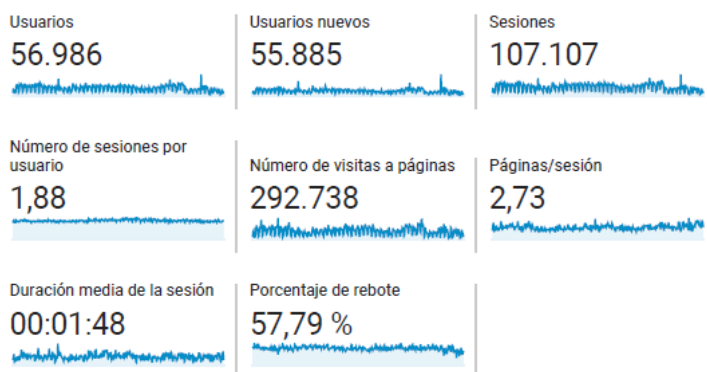 Usuarios
56.986
Usuarios nuevos
55.885
Sesiones
107.107
Número de sesiones por
usuario
1,88
Número de visitas a páginas
292.738
Páginas/sesión
2,73
Duración media de la sesión
00:01:48
Porcentaje de rebote
57,79 %